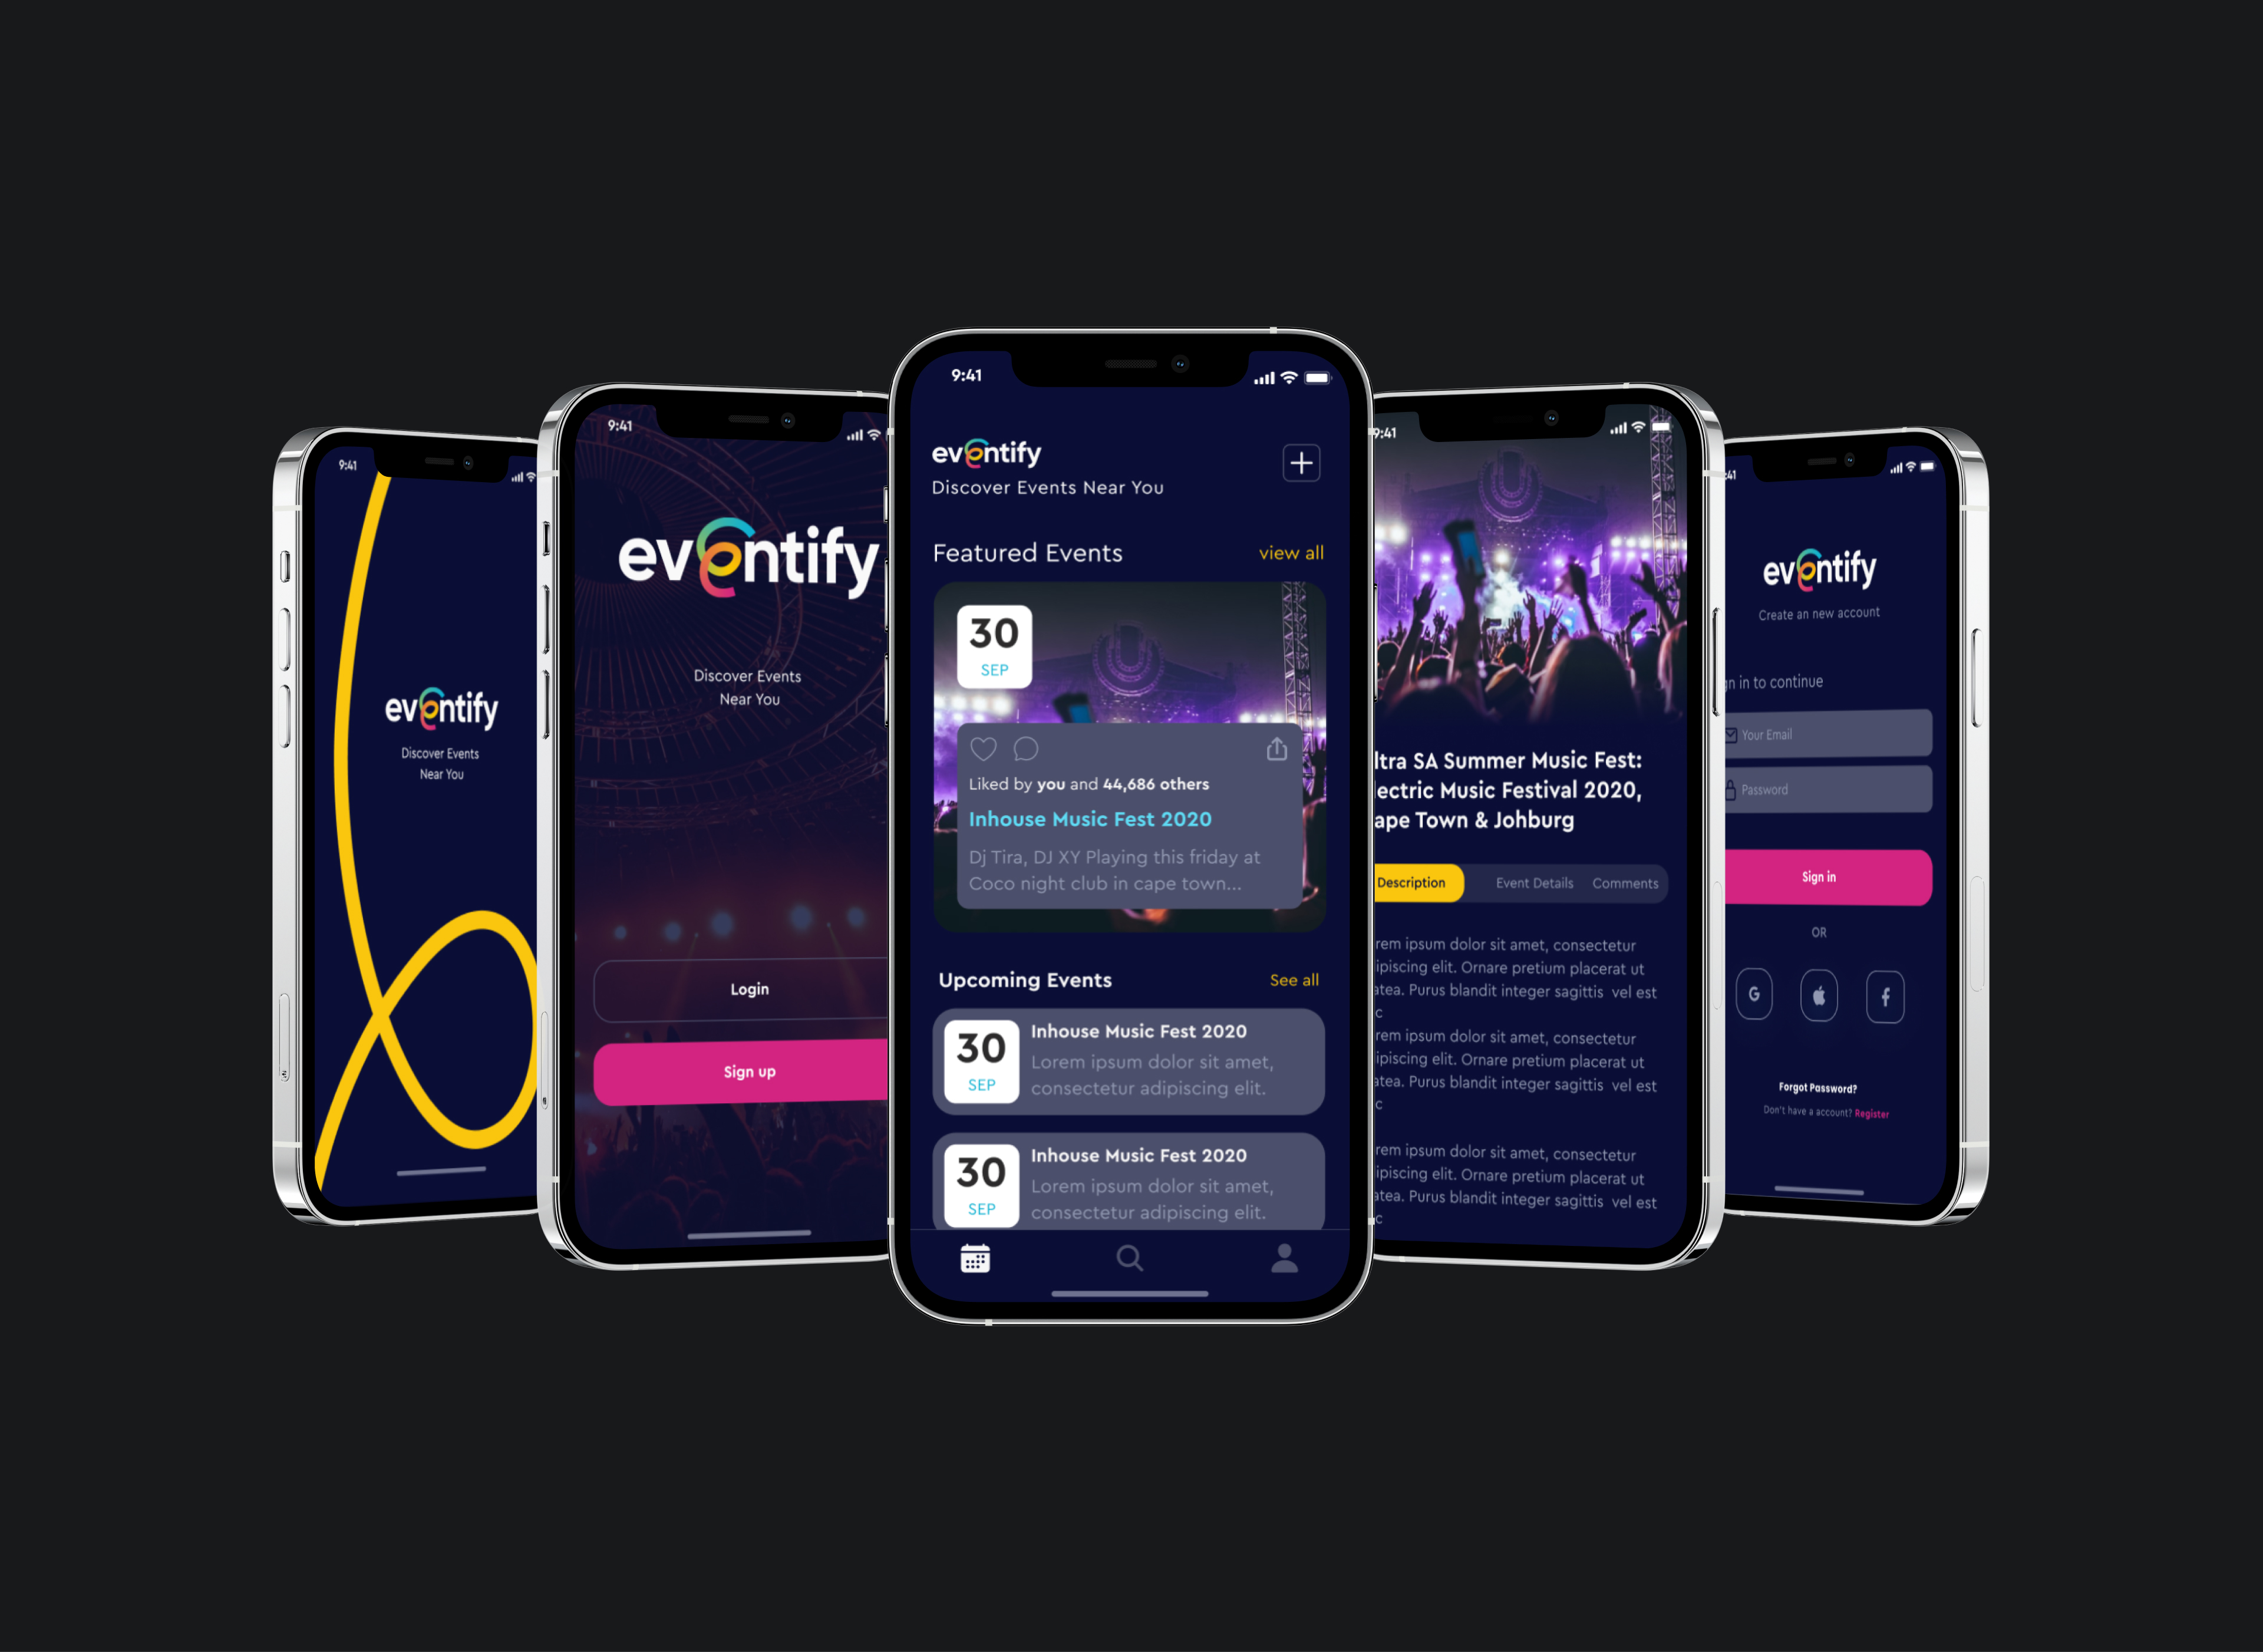 9:41
eventify
Discover Events
Near You
9:41
eventify
Discover Events
Near You
Login
Sign up
9:41
eventify
Discover Events Near You
Featured Events
view all
30
SEP
Liked by you and 44,686 others
Inhouse Music Fest 2020
Dj Tira, DJ XY Playing this friday at
Coco night club in cape town...
Upcoming Events
See all
30
SEP
Inhouse Music Fest 2020
Lorem ipsum dolor sit amet,
consectetur adipiscing elit.
30
SEP
Inhouse Music Fest 2020
Lorem ipsum dolor sit amet,
consectetur adipiscing elit.
9:41
ltra SA Summer Music Fest:
lectric Music Festival 2020,
ape Town & Johburg
Description
Event Details
Comments
rem ipsum dolor sit amet, consectetur
ipiscing elit. Ornare pretium placerat ut
atea. Purus blandit integer sagittis vel est
c
rem ipsum dolor sit amet, consectetur
ipiscing elit. Ornare pretium placerat ut
atea. Purus blandit integer sagittis vel est
c
rem ipsum dolor sit amet, consectetur
ipiscing elit. Ornare pretium placerat ut
atea. Purus blandit integer sagittis vel est
c
:41
eventify
Create an new account
gn in to continue
Your Email
Password
Sign in
OR
G
f
Forgot Password?
Don't have a account? Register